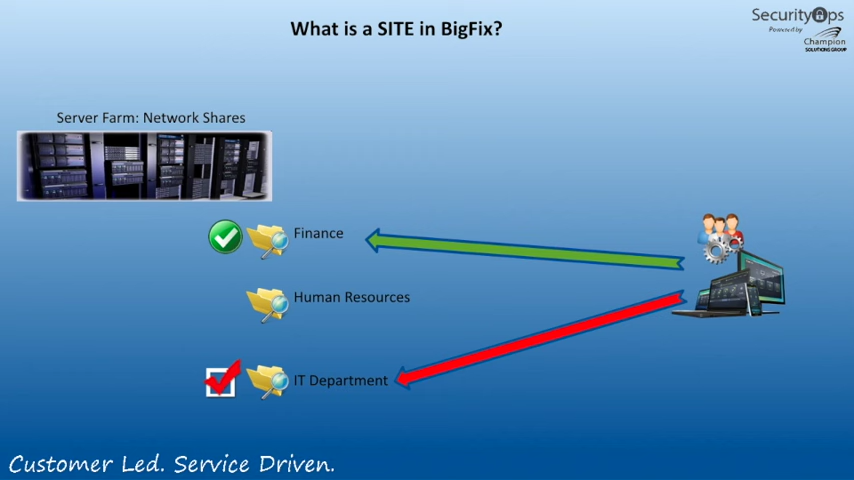 What is a SITE in BigFix?
SecurityOps
Powered by
Champion
SOLUTIONS GROUP
Server Farm: Network Shares
Finance
Human Resources
IT Department
Customer Led. Service Driven.